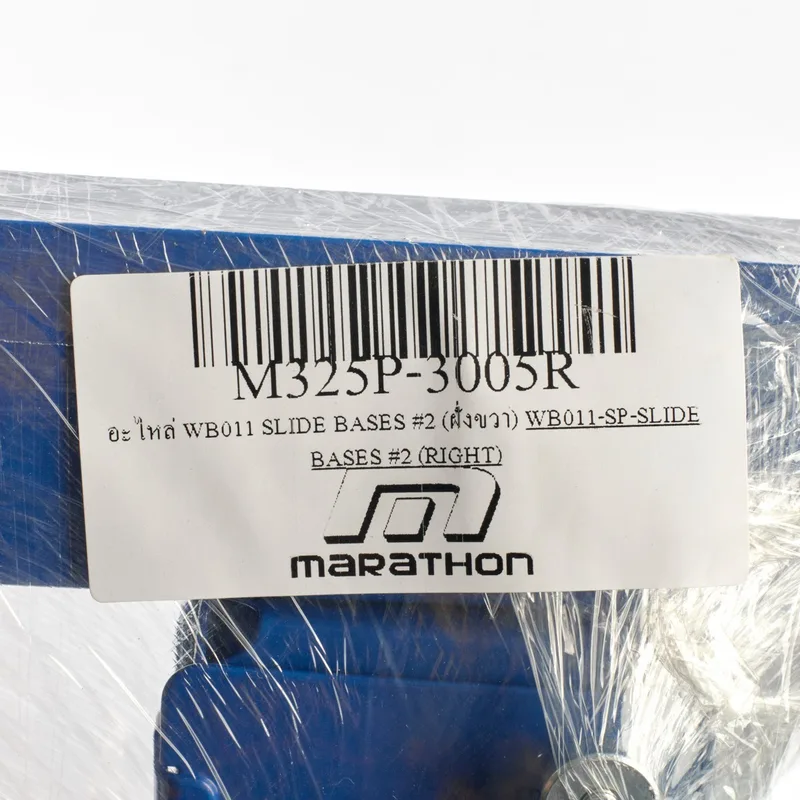 M325P-3005R
อะไหล่ WB011 SLIDE BASES #2 (ฝั่งขวา) WB011-SP-SLIDE
BASES #2 (RIGHT)
maraTHON